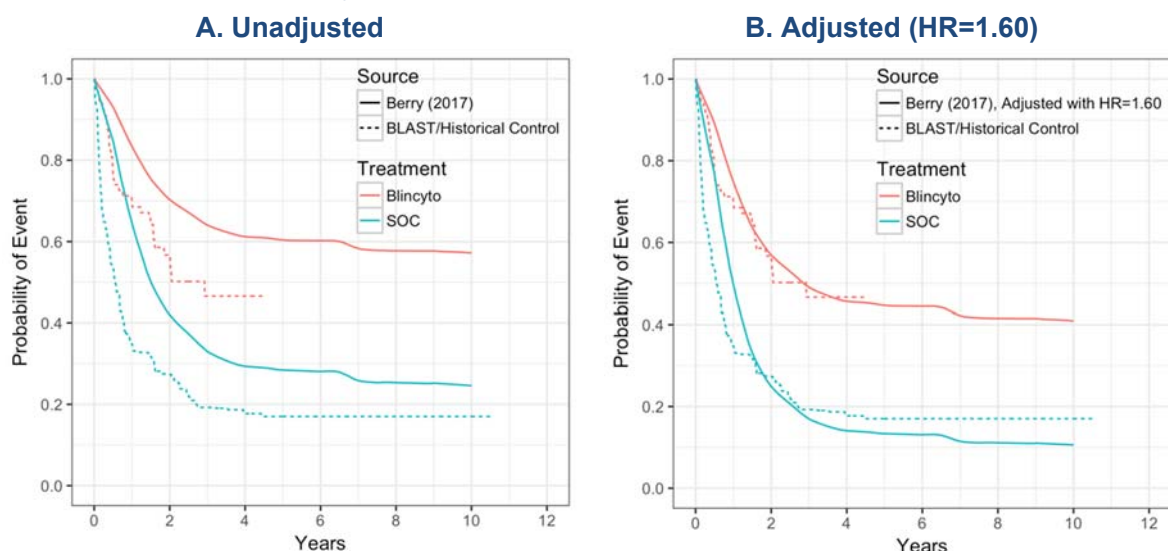 A. Unadjusted
Source
Berry (2017)
BLAST/Historical Control
Treatment
Blincyto
SOC
Probability of Event
1.0
0.8
0.6
0.4
0.2
0.0
0 2 4 6 8 10 12
Years
B. Adjusted (HR=1.60)
Source
Berry (2017), Adjusted with HR=1.60
BLAST/Historical Control
Treatment
Blincyto
SOC
Probability of Event
1.0
0.8
0.6
0.4
0.2
0.0
0 2 4 6 8 10 12
Years